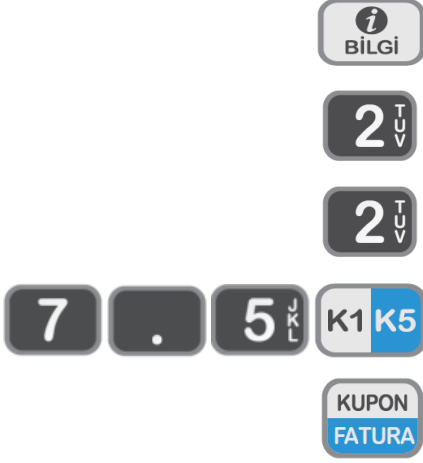 i
BİLGİ
2 TUV
2 TUV
7 . 5 JKL K1 K5
KUPON
FATURA